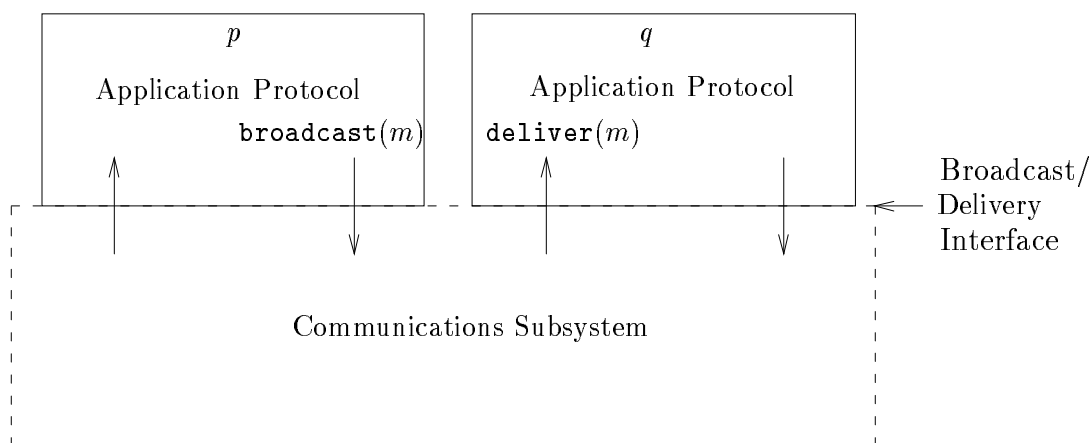 p
Application Protocol
broadcast(m)
q
Application Protocol
deliver(m)
Broadcast/
Delivery
Interface
Communications Subsystem